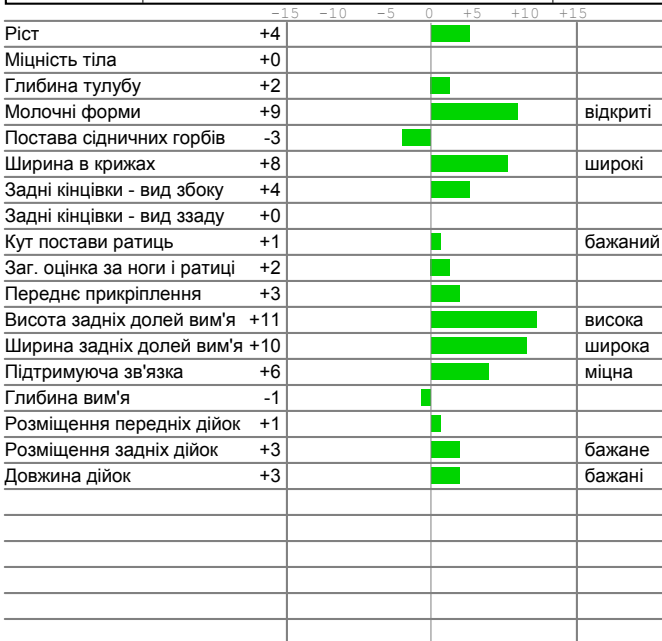 -15 -10 -5 0 +5 +10 +15
Ріст +4
Міцність тіла +0
Глибина тулубу +2
Молочні форми +9 відкриті
Постава сідничних горбів -3
Ширина в крижах +8 широкі
Задні кінцівки - вид збоку +4
Задні кінцівки - вид ззаду +0
Кут постави ратиць +1 бажаний
Заг. оцінка за ноги і ратиці +2
Переднє прикріплення +3
Висота задніх долей вим'я +11 висока
Ширина задніх долей вим'я +10 широка
Підтримуюча зв'язка +6 міцна
Глибина вим'я -1
Розміщення передніх дійок +1
Розміщення задніх дійок +3 бажане
Довжина дійок +3 бажані